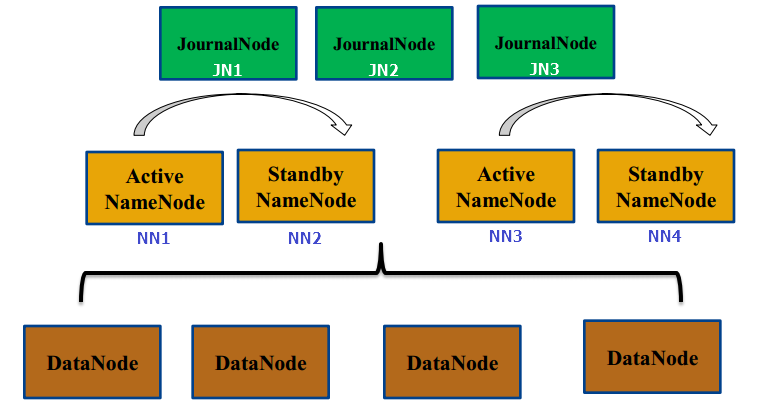 JournalNode
JN1
JournalNode
JN2
JournalNode
JN3
Active
NameNode
NN1
Standby
NameNode
NN2
Active
NameNode
NN3
Standby
NameNode
NN4
DataNode
DataNode
DataNode
DataNode